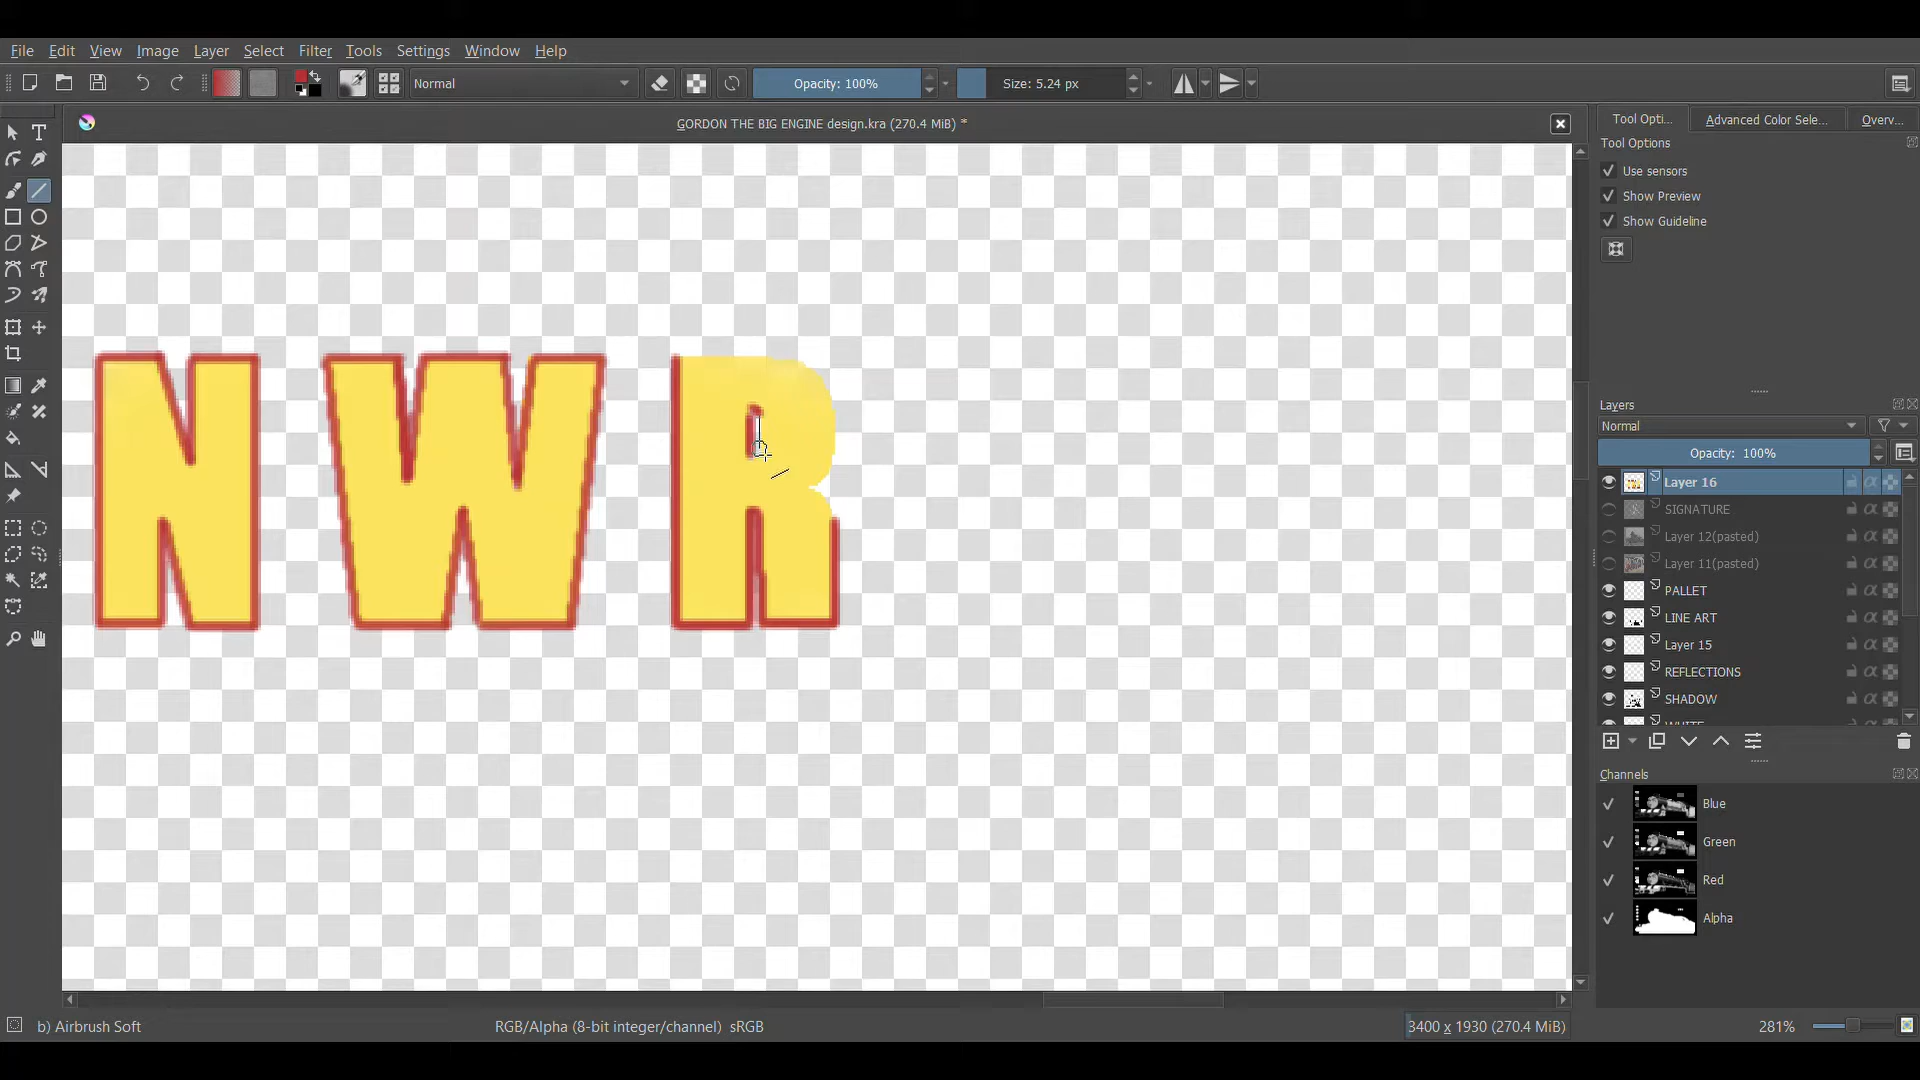 File Edit View Image Layer Select Filter Tools Settings Window Help
Normal Opacity: 100% Size: 5.24 px
GORDON THE BIG ENGINE design.kra (270.4 MiB) *
Tool Opti... Advanced Color Sele... Overv...
Tool Options
Use sensors
Show Preview
Show Guideline
N W R
Layers
Normal
Opacity: 100%
Layer 16
SIGNATURE
Layer 12(pasted)
Layer 11(pasted)
PALLET
LINE ART
Layer 15
REFLECTIONS
SHADOW
WHITE
Channels
Blue
Green
Red
Alpha
b) Airbrush Soft RGB/Alpha (8-bit integer/channel) sRGB 3400 x 1930 (270.4 MiB) 281%